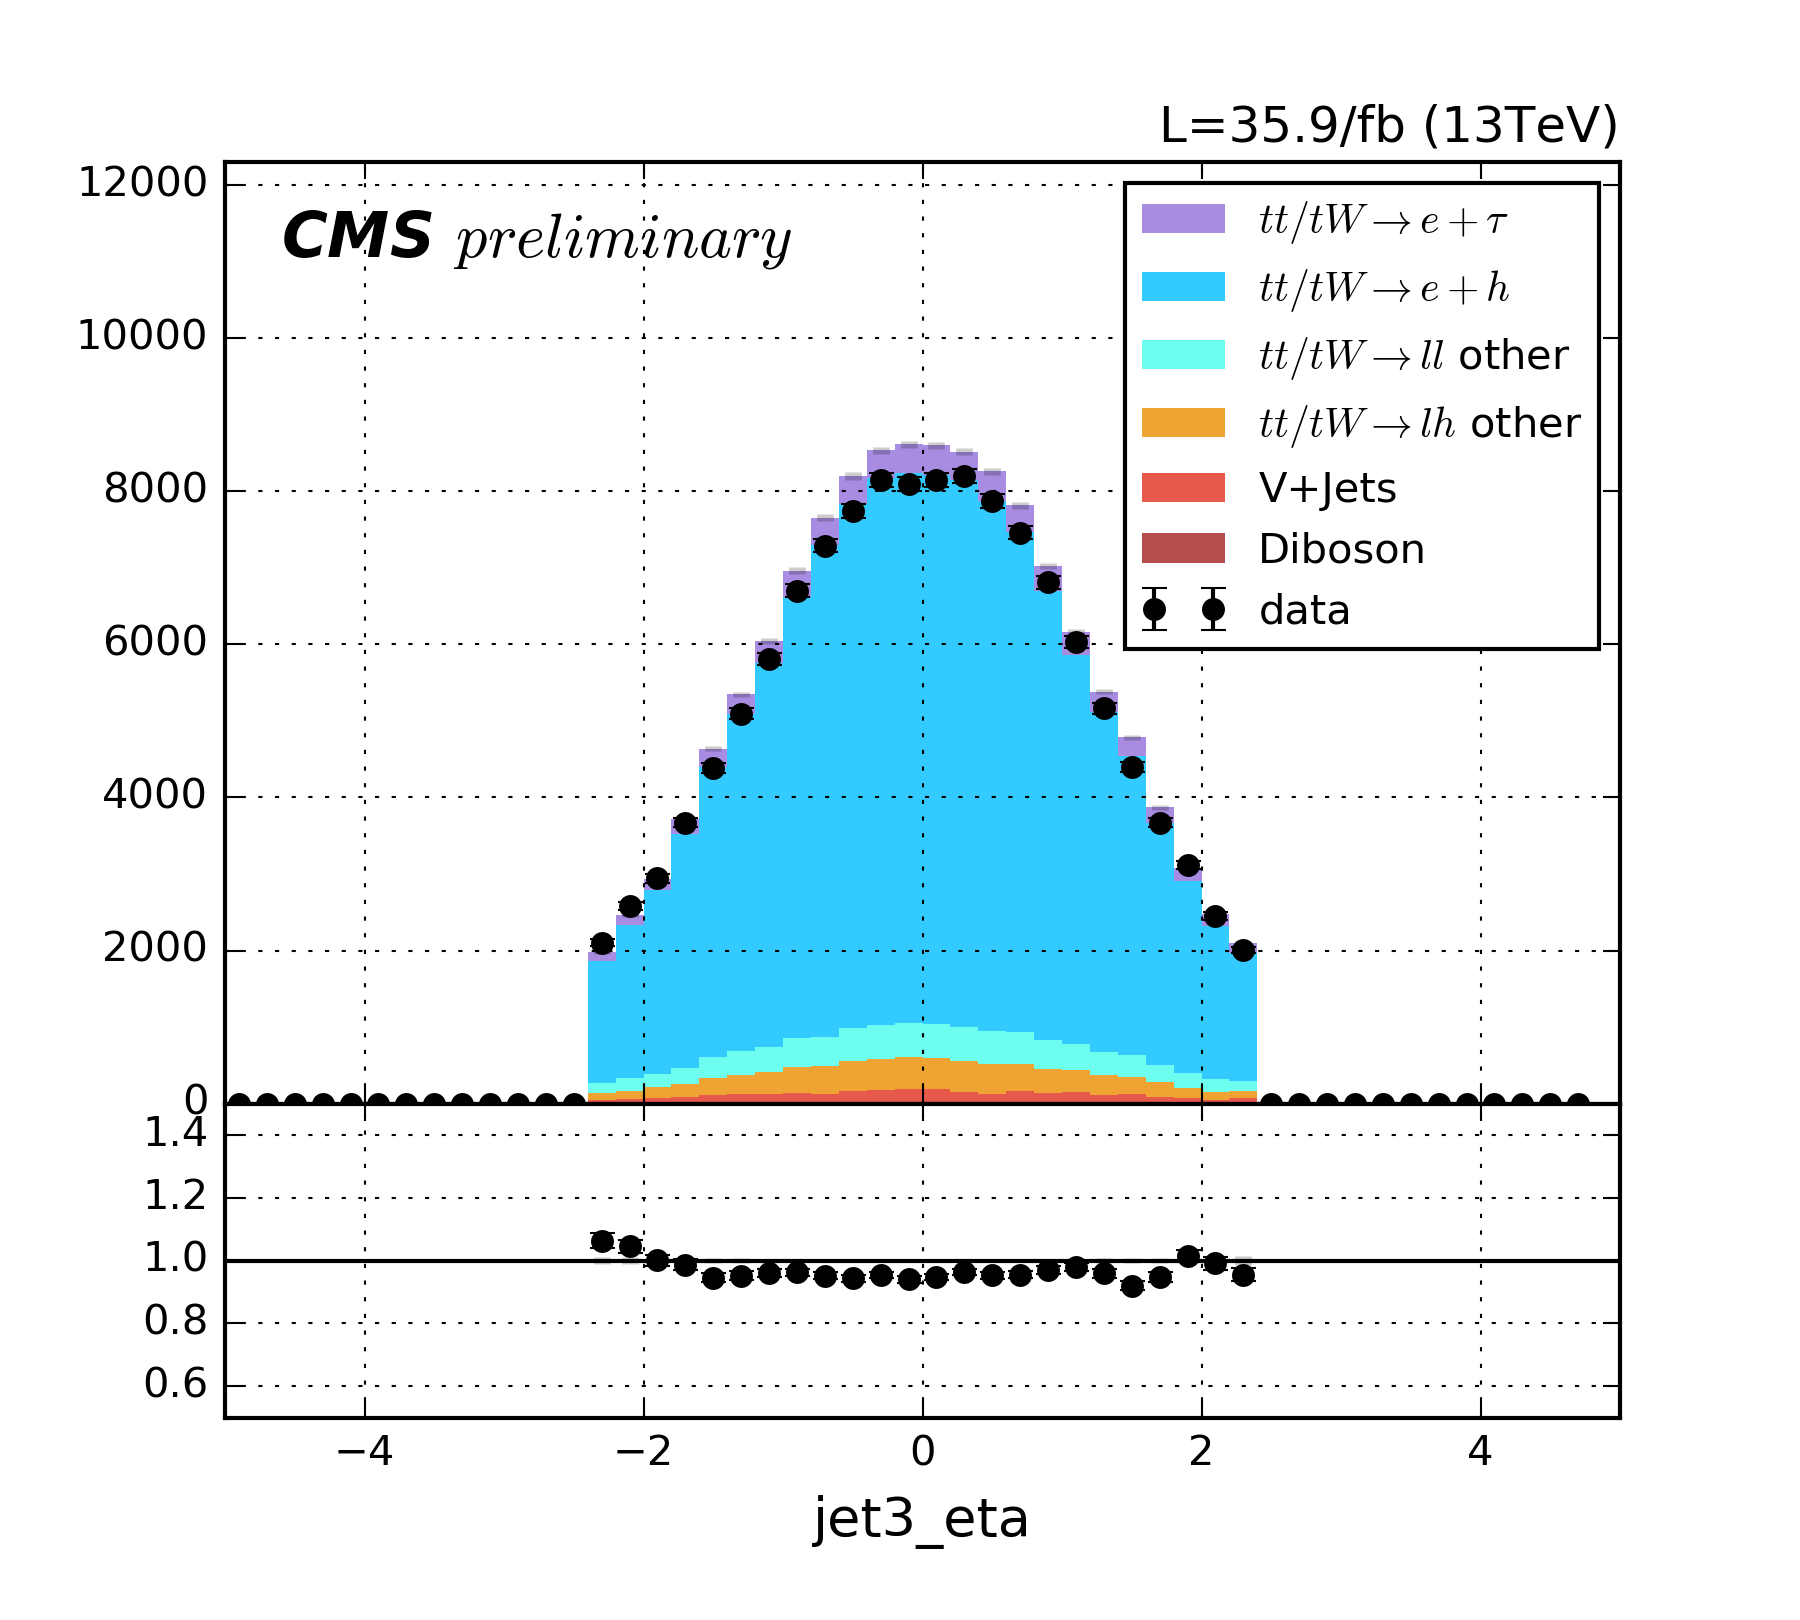 L=35.9/fb (13TeV)
CMS preliminary
12000
10000
8000
6000
4000
2000
0
tt/tW→e+τ
tt/tW→e+h
tt/tW→ll other
tt/tW→lh other
V+Jets
Diboson
data
1.4
1.2
1.0
0.8
0.6
−4 −2 0 2 4
jet3_eta